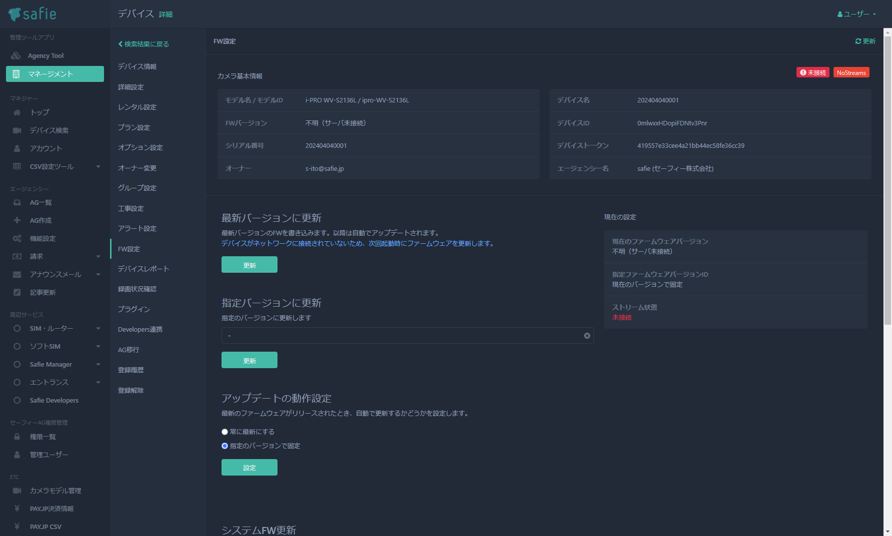 safie
デバイス 詳細
ユーザー
管理ツールアプリ
Agency Tool
マネージメント
マネジャー
トップ
デバイス検索
アカウント
CSV設定ツール
エージェンシー
AG一覧
AG作成
機能設定
請求
アナウンスメール
記事更新
周辺サービス
SIM・ルーター
ソフトSIM
Safie Manager
エントランス
Safie Developers
セーフィーAG権限管理
権限一覧
管理ユーザー
ETC
カメラモデル管理
PAYJP決済情報
PAYJP CSV
検索結果に戻る
デバイス情報
詳細設定
レンタル設定
プラン設定
オプション設定
オーナー変更
グループ設定
工事設定
アラート設定
FW設定
デバイスレポート
録画状況確認
プラグイン
Developers連携
AG移行
登録履歴
登録解除
FW設定
更新
カメラ基本情報
未接続 NoStreams
モデル名 / モデルID i-PRO WV-S2136L / ipro-WV-S2136L
FWバージョン 不明（サーバ未接続）
シリアル番号 202404040001
オーナー s-ito@safie.jp
デバイス名 202404040001
デバイスID 0mlwxxHDopiFDNtv3Pnr
デバイストークン 419557e33cee4a21bb44ec58fe36cc39
エージェンシー名 safie (セーフィー株式会社)
最新バージョンに更新
最新バージョンのFWを書き込みます。以降は自動でアップデートされます。
デバイスがネットワークに接続されていないため、次回起動時にファームウェアを更新します。
更新
指定バージョンに更新
指定のバージョンに更新します
-
更新
アップデートの動作設定
最新のファームウェアがリリースされたとき、自動で更新するかどうかを設定します。
常に最新にする
指定のバージョンで固定
設定
システムFW更新
現在の設定
現在のファームウェアバージョン
不明（サーバ未接続）
指定ファームウェアバージョンID
現在のバージョンで固定
ストリーム状態
未接続